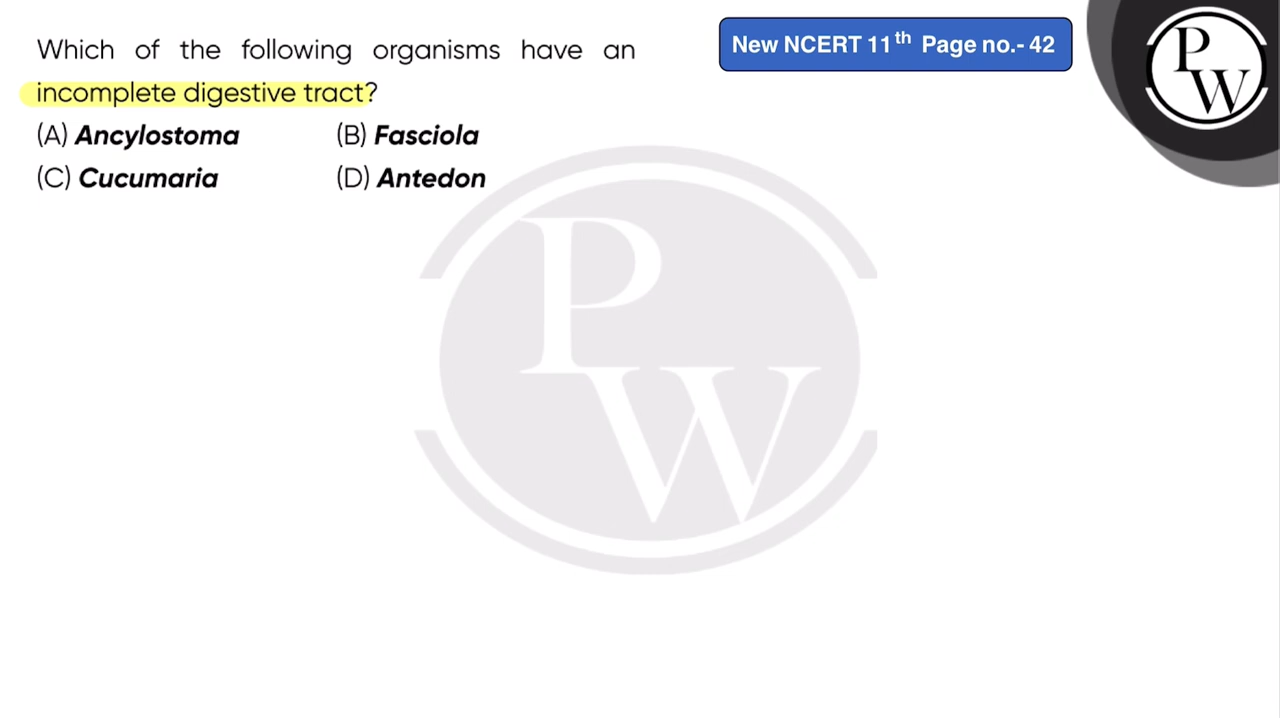 Which of the following organisms have an
incomplete digestive tract?
(A) Ancylostoma (B) Fasciola
(C) Cucumaria (D) Antedon
New NCERT 11th Page no.- 42
PW
PW